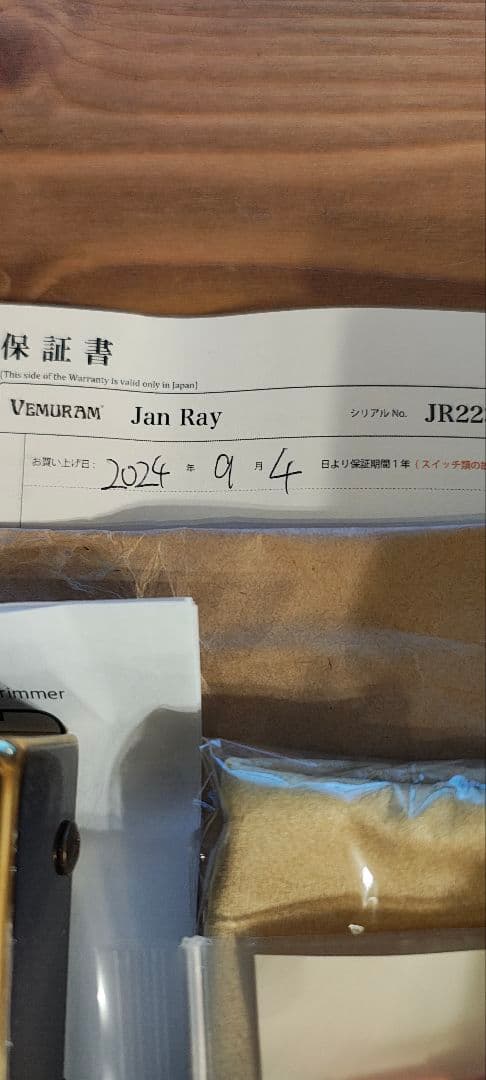 保証書
(This side of the Warranty is valid only in Japan)
VEMURAM Jan Ray シリアルNo. JR22
お買い上げ日: 2024 年 9 月 4 日より保証期間1年 (スイッチ類の
rimmer